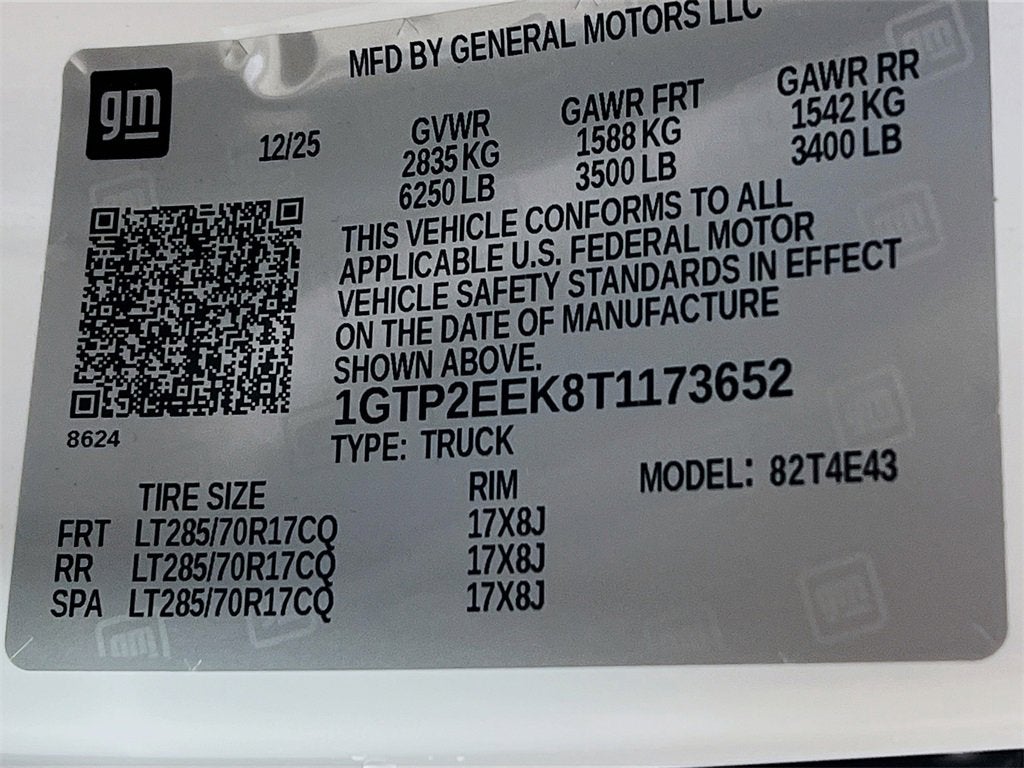 MFD BY GENERAL MOTORS LLC
gm
12/25
GVWR GAWR FRT GAWR RR
2835 KG 1588 KG 1542 KG
6250 LB 3500 LB 3400 LB
THIS VEHICLE CONFORMS TO ALL
APPLICABLE U.S. FEDERAL MOTOR
VEHICLE SAFETY STANDARDS IN EFFECT
ON THE DATE OF MANUFACTURE
SHOWN ABOVE.
1GTP2EEK8T1173652
8624
TYPE: TRUCK
MODEL: 82T4E43
TIRE SIZE RIM
FRT LT285/70R17CQ 17X8J
RR LT285/70R17CQ 17X8J
SPA LT285/70R17CQ 17X8J